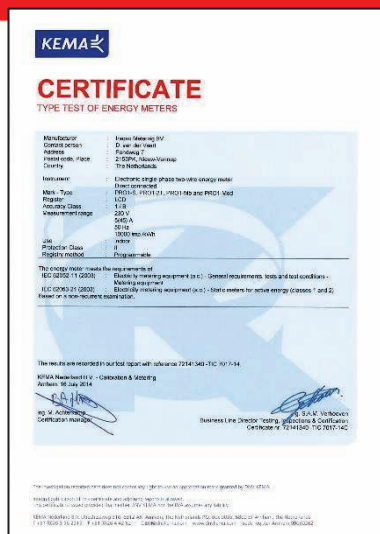 KEMA
CERTIFICATE
TYPE TEST OF ENERGY METERS
Manufacturer : Inepro Metering BV
Contact person : D. van der Vaart
Address : Pondweg 7
Postal code, Place : 2153PK, Nieuw-Vennep
Country : The Netherlands
Instrument : Electronic single phase two-wire energy meter
Direct connected
Mark - Type : PRO1-S, PRO1-21, PRO1-Mb and PRO1-Mod
Register : LCD
Accuracy Class : 1 / B
Measurement range : 230 V
5(45) A
50 Hz
10000 imp./kWh
Use : Indoor
Protection Class : II
Registry method : Programmable
The energy meter meets the requirements of
IEC 62052-11 (2003) : Electricity metering equipment (a.c.) - General requirements, tests and test conditions -
Metering equipment
IEC 62053-21 (2003) : Electricity metering equipment (a.c.) - Static meters for active energy (classes 1 and 2)
Based on a non-recurrent examination.
The results are recorded in our test report with reference 72141340 -TIC 1017-14.
KEMA Nederland B.V. - Calibration & Metering
Arnhem, 16 July 2014
Ing. M. Achterkamp
Certification manager
Ing. G.A.M. Verhoeven
Business Line Director Testing, Inspections & Certification
Certificate nr. 72141340 -TIC 1017-14C